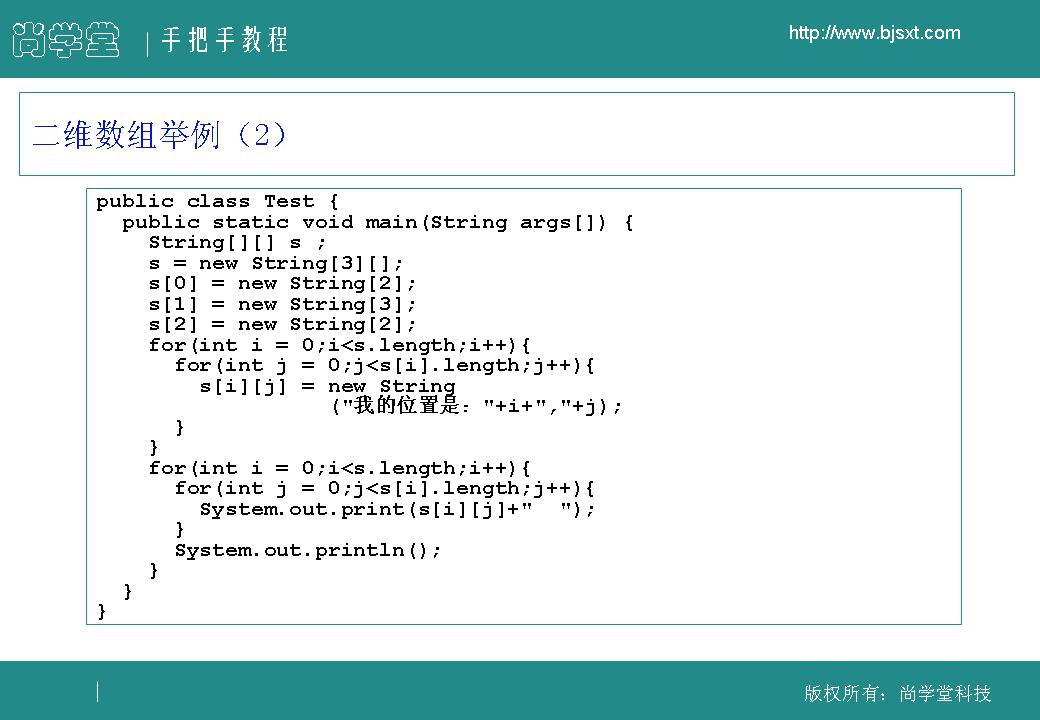 尚学堂
手把手教程
http://www.bjsxt.com
二维数组举例（2）
public class Test {
  public static void main(String args[]) {
    String[][] s ;
    s = new String[3][];
    s[0] = new String[2];
    s[1] = new String[3];
    s[2] = new String[2];
    for(int i = 0;i<s.length;i++){
      for(int j = 0;j<s[i].length;j++){
        s[i][j] = new String
                  ("我的位置是："+i+","+j);
      }
    }
    for(int i = 0;i<s.length;i++){
      for(int j = 0;j<s[i].length;j++){
        System.out.print(s[i][j]+"  ");
      }
      System.out.println();
    }
  }
}
版权所有：尚学堂科技